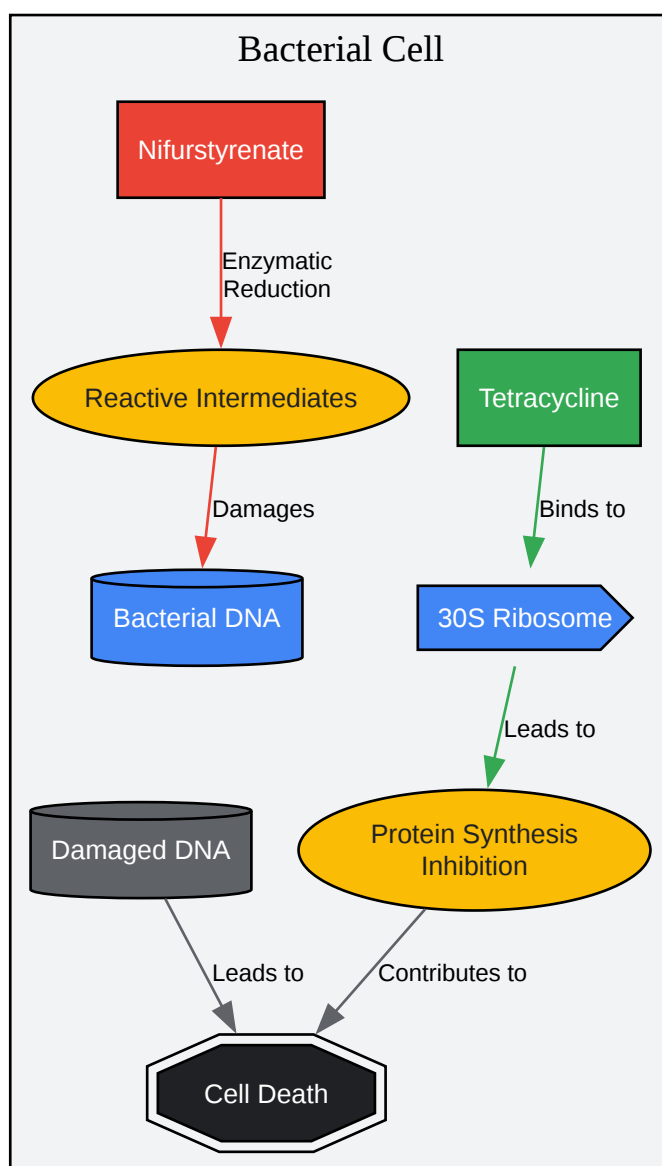 Bacterial Cell
Nifurstyrenate
Enzymatic
Reduction
Reactive Intermediates
Tetracycline
Damages
Binds to
Bacterial DNA
30S Ribosome
Leads to
Damaged DNA
Protein Synthesis
Inhibition
Leads to
Contributes to
Cell Death